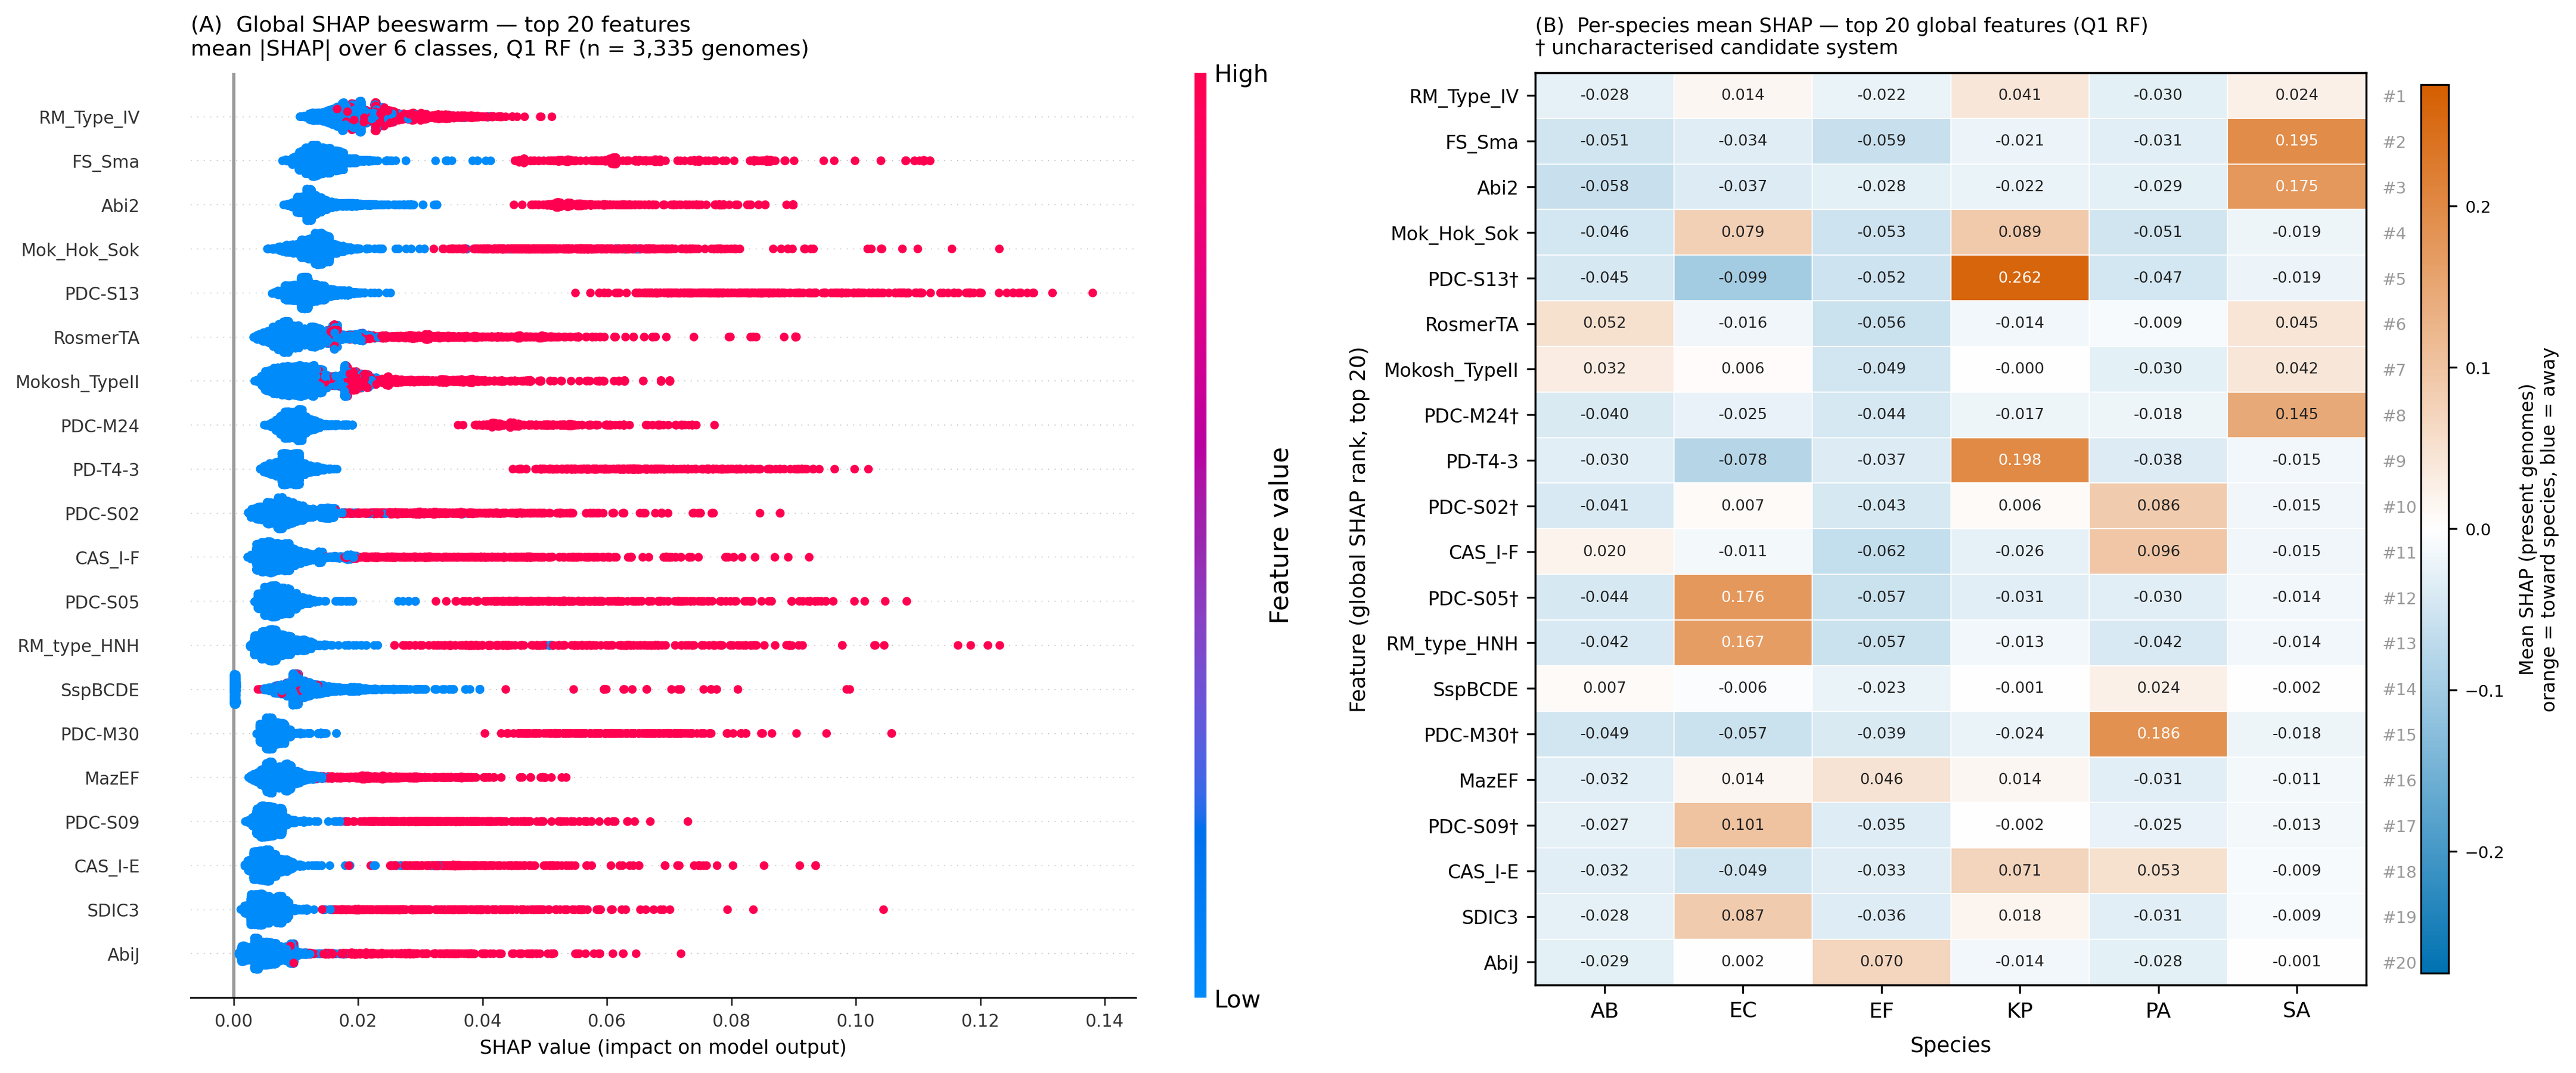 (A)  Global SHAP beeswarm — top 20 features
mean |SHAP| over 6 classes, Q1 RF (n = 3,335 genomes)
RM_Type_IV
FS_Sma
Abi2
Mok_Hok_Sok
PDC-S13
RosmerTA
Mokosh_TypeII
PDC-M24
PD-T4-3
PDC-S02
CAS_I-F
PDC-S05
RM_type_HNH
SspBCDE
PDC-M30
MazEF
PDC-S09
CAS_I-E
SDIC3
AbiJ
0.00 0.02 0.04 0.06 0.08 0.10 0.12 0.14
SHAP value (impact on model output)
High
Feature value
Low
(B)  Per-species mean SHAP — top 20 global features (Q1 RF)
† uncharacterised candidate system
Feature (global SHAP rank, top 20)
RM_Type_IV -0.028 0.014 -0.022 0.041 -0.030 0.024 #1
FS_Sma -0.051 -0.034 -0.059 -0.021 -0.031 0.195 #2
Abi2 -0.058 -0.037 -0.028 -0.022 -0.029 0.175 #3
Mok_Hok_Sok -0.046 0.079 -0.053 0.089 -0.051 -0.019 #4
PDC-S13† -0.045 -0.099 -0.052 0.262 -0.047 -0.019 #5
RosmerTA 0.052 -0.016 -0.056 -0.014 -0.009 0.045 #6
Mokosh_TypeII 0.032 0.006 -0.049 -0.000 -0.030 0.042 #7
PDC-M24† -0.040 -0.025 -0.044 -0.017 -0.018 0.145 #8
PD-T4-3 -0.030 -0.078 -0.037 0.198 -0.038 -0.015 #9
PDC-S02† -0.041 0.007 -0.043 0.006 0.086 -0.015 #10
CAS_I-F 0.020 -0.011 -0.062 -0.026 0.096 -0.015 #11
PDC-S05† -0.044 0.176 -0.057 -0.031 -0.030 -0.014 #12
RM_type_HNH -0.042 0.167 -0.057 -0.013 -0.042 -0.014 #13
SspBCDE 0.007 -0.006 -0.023 -0.001 0.024 -0.002 #14
PDC-M30† -0.049 -0.057 -0.039 -0.024 0.186 -0.018 #15
MazEF -0.032 0.014 0.046 0.014 -0.031 -0.011 #16
PDC-S09† -0.027 0.101 -0.035 -0.002 -0.025 -0.013 #17
CAS_I-E -0.032 -0.049 -0.033 0.071 0.053 -0.009 #18
SDIC3 -0.028 0.087 -0.036 0.018 -0.031 -0.009 #19
AbiJ -0.029 0.002 0.070 -0.014 -0.028 -0.001 #20
AB EC EF KP PA SA
Species
0.2
0.1
0.0
−0.1
−0.2
Mean SHAP (present genomes)
orange = toward species, blue = away